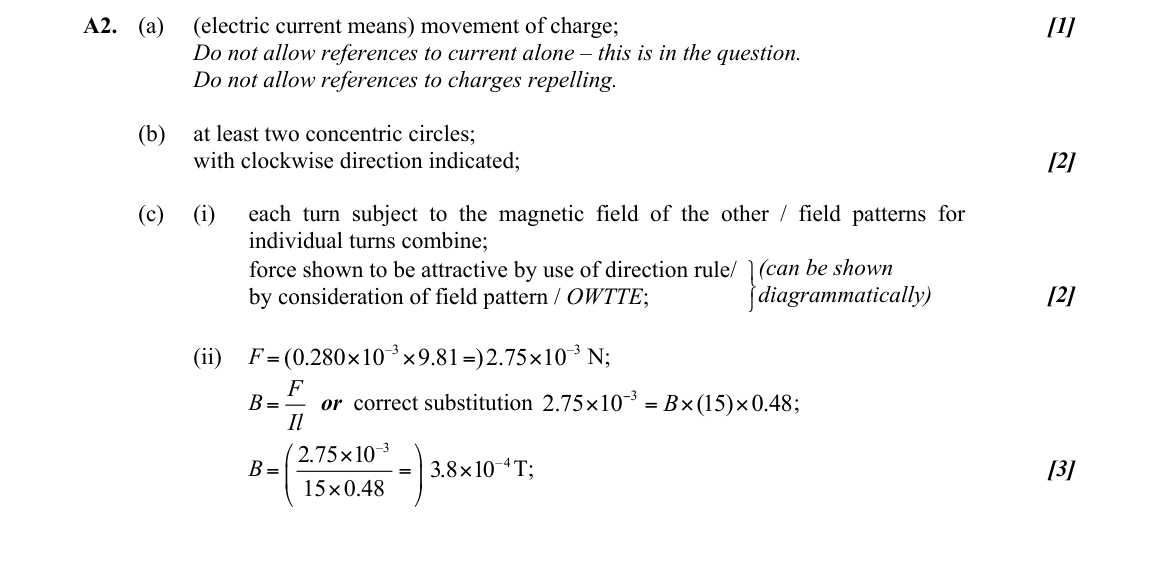 A2. (a) (electric current means) movement of charge; [1]
Do not allow references to current alone – this is in the question.
Do not allow references to charges repelling.
(b) at least two concentric circles;
with clockwise direction indicated; [2]
(c) (i) each turn subject to the magnetic field of the other / field patterns for
individual turns combine;
force shown to be attractive by use of direction rule/ } (can be shown
by consideration of field pattern / OWTTE; diagrammatically) [2]
(ii) F = (0.280×10⁻³×9.81 =) 2.75×10⁻³ N;
B = F/Il or correct substitution 2.75×10⁻³ = B×(15)×0.48;
B = (2.75×10⁻³/15×0.48 =) 3.8×10⁻⁴ T; [3]